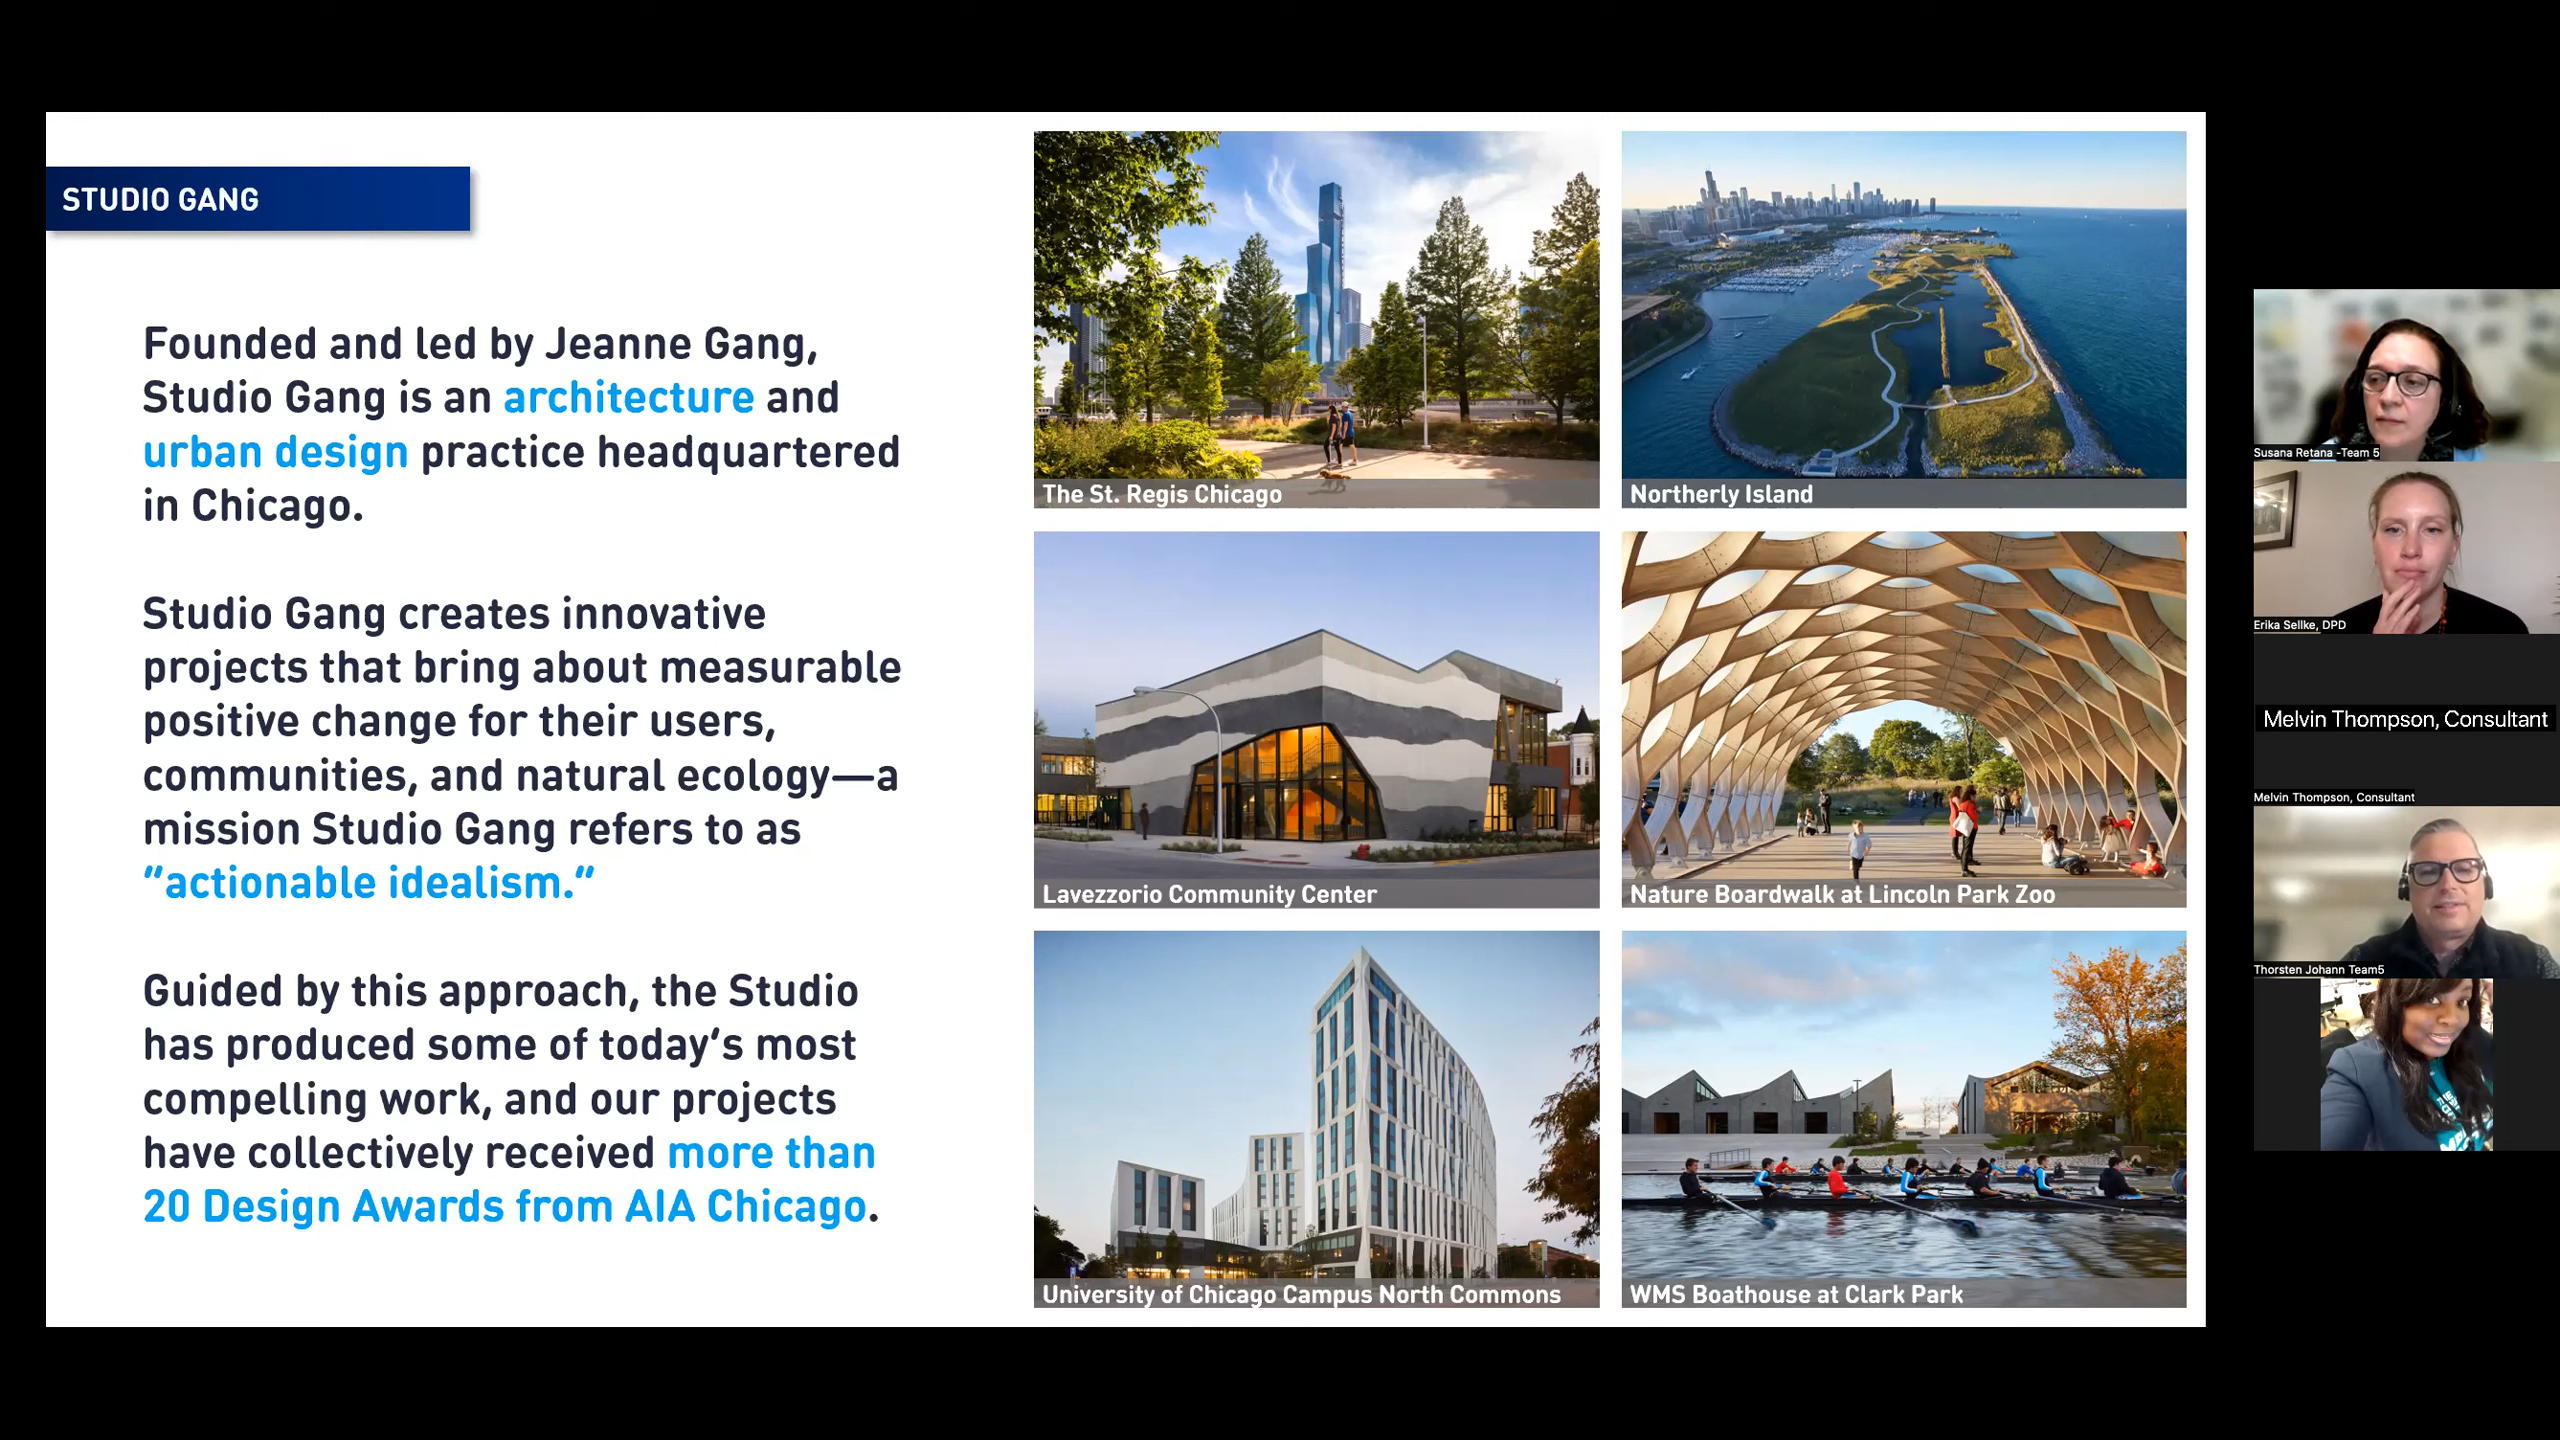 STUDIO GANG
Founded and led by Jeanne Gang,
Studio Gang is an architecture and
urban design practice headquartered
in Chicago.
Studio Gang creates innovative
projects that bring about measurable
positive change for their users,
communities, and natural ecology—a
mission Studio Gang refers to as
"actionable idealism."
Guided by this approach, the Studio
has produced some of today's most
compelling work, and our projects
have collectively received more than
20 Design Awards from AIA Chicago.
The St. Regis Chicago
Northerly Island
Lavezzorio Community Center
Nature Boardwalk at Lincoln Park Zoo
University of Chicago Campus North Commons
WMS Boathouse at Clark Park
Susana Retana -Team 5
Erika Sellke, DPD
Melvin Thompson, Consultant
Melvin Thompson, Consultant
Thorsten Johann Team5